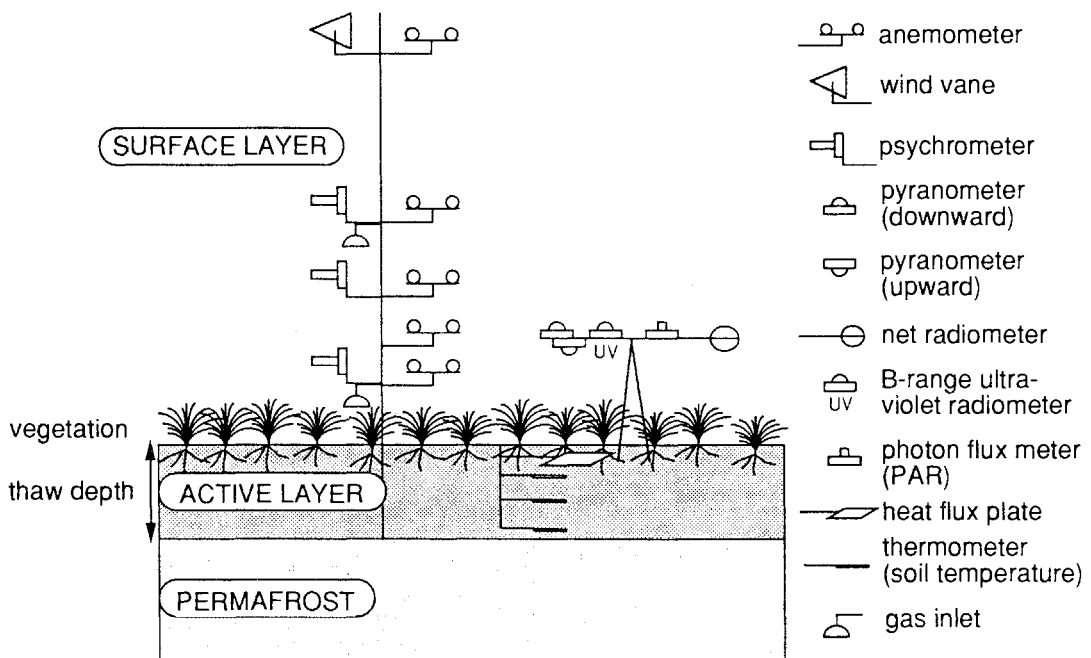 anemometer
wind vane
SURFACE LAYER
psychrometer
pyranometer
(downward)
pyranometer
(upward)
net radiometer
UV
B-range ultra-
UV
violet radiometer
vegetation
photon flux meter
(PAR)
thaw depth
ACTIVE LAYER
heat flux plate
thermometer
(soil temperature)
PERMAFROST
gas inlet